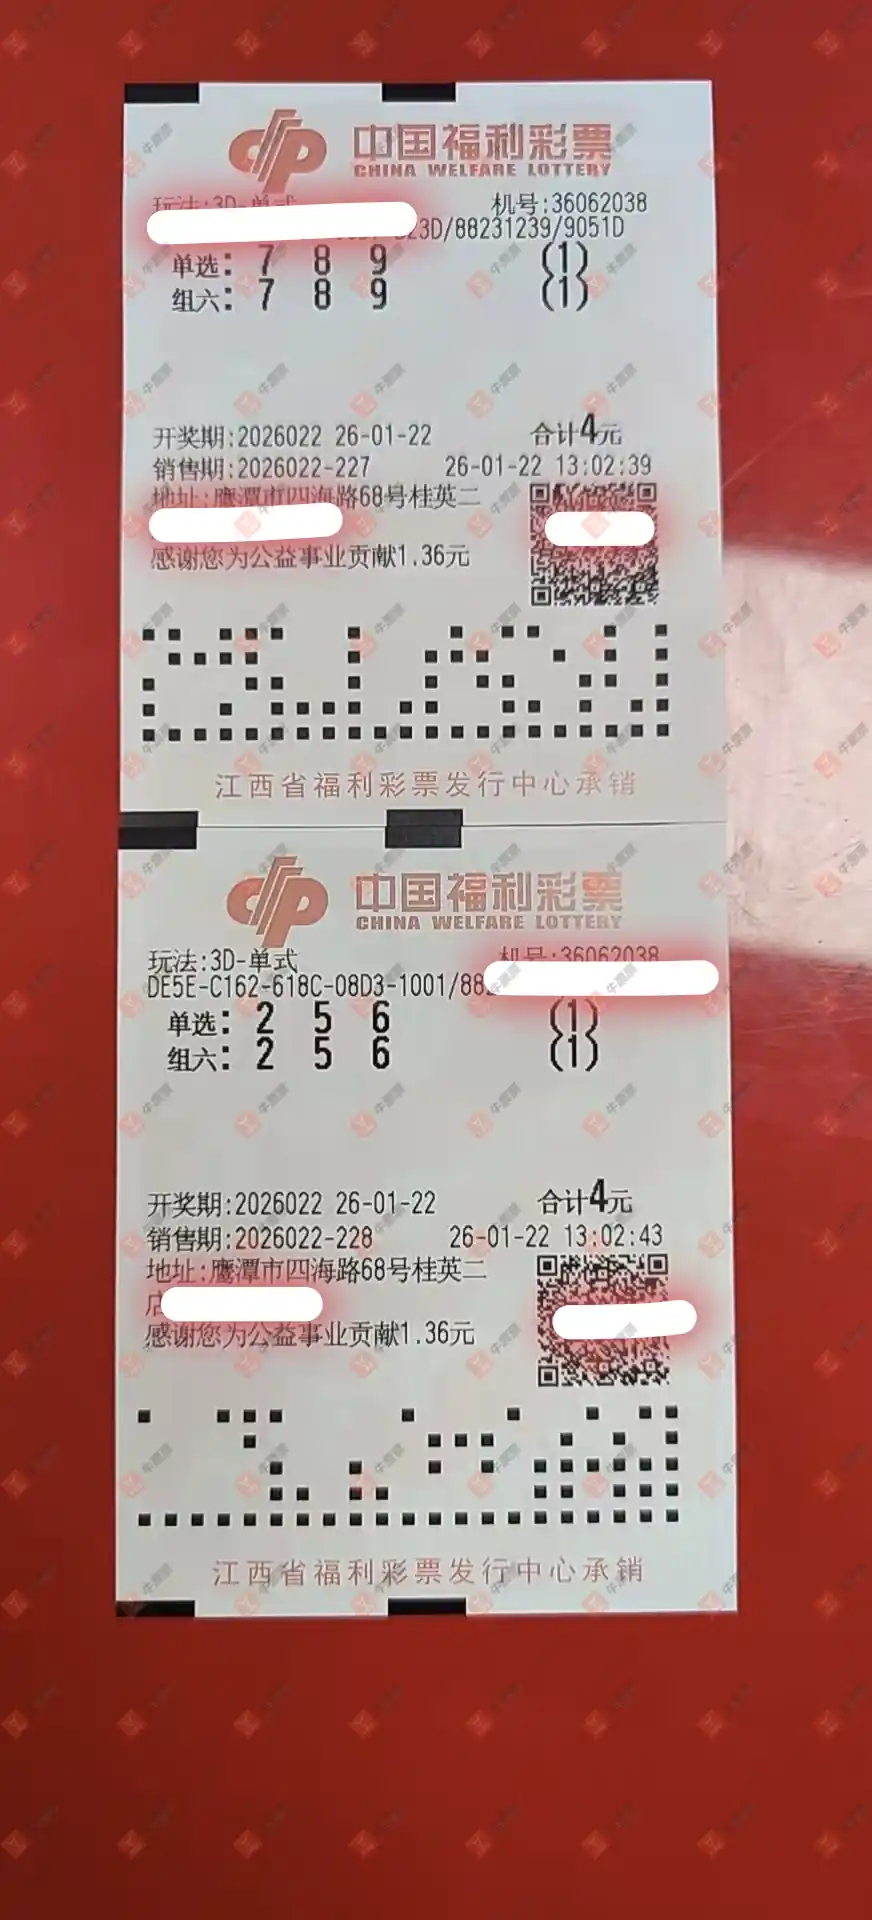 中国福利彩票
CHINA WELFARE LOTTERY
玩法:3D-单式 机号:36062038
23D/88231239/9051D
单选: 7 8 9 (1)
组六: 7 8 9 (1)
开奖期:2026022 26-01-22 合计4元
销售期:2026022-227 26-01-22 13:02:39
地址:鹰潭市四海路68号桂英二
感谢您为公益事业贡献1.36元
江西省福利彩票发行中心承销
中国福利彩票
CHINA WELFARE LOTTERY
玩法:3D-单式 机号:36062038
DE5E-C162-618C-08D3-1001/882
单选: 2 5 6 (1)
组六: 2 5 6 (1)
开奖期:2026022 26-01-22 合计4元
销售期:2026022-228 26-01-22 13:02:43
地址:鹰潭市四海路68号桂英二
店
感谢您为公益事业贡献1.36元
江西省福利彩票发行中心承销